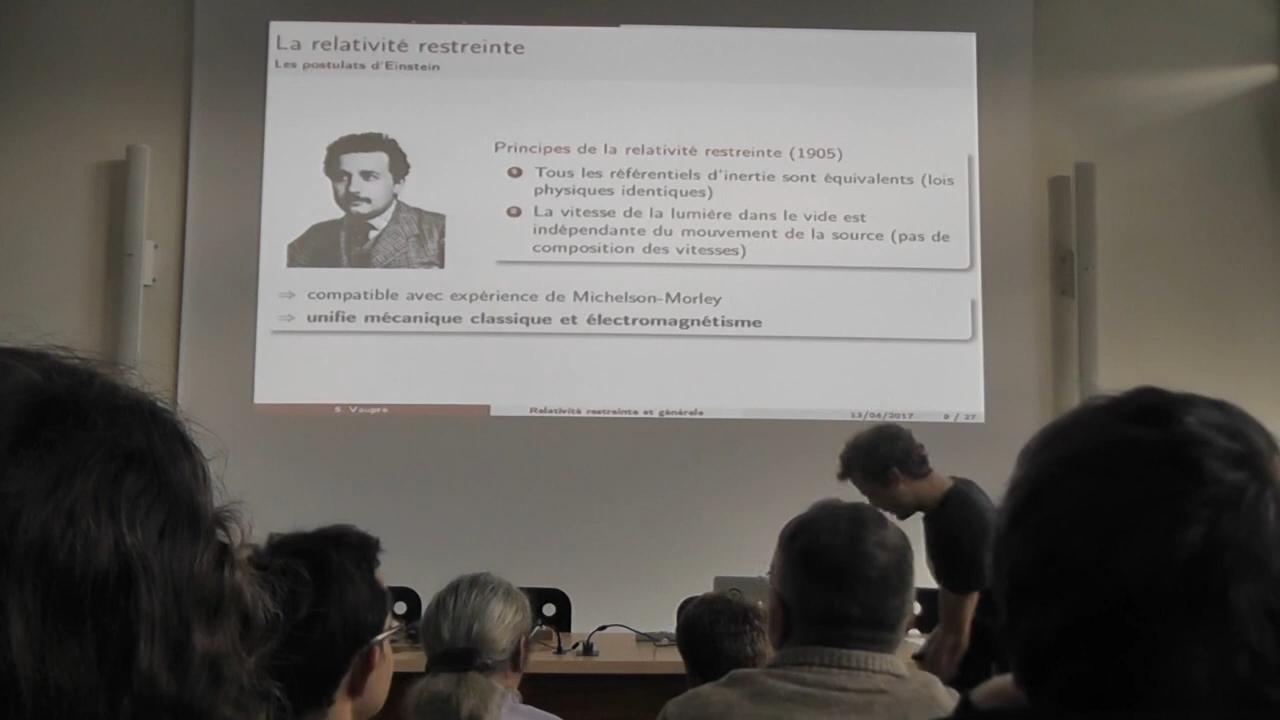 La relativité restreinte
Les postulats d'Einstein
Principes de la relativité restreinte (1905)
Tous les référentiels d'inertie sont équivalents (lois
physiques identiques)
La vitesse de la lumière dans le vide est
indépendante du mouvement de la source (pas de
composition des vitesses)
⇒ compatible avec expérience de Michelson-Morley
⇒ unifie mécanique classique et électromagnétisme
S. Vaupré
Relativité restreinte et générale
13/04/2017
9 / 27